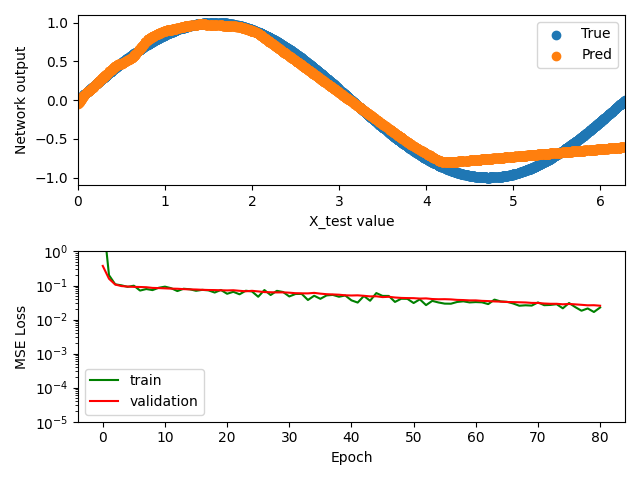 1.0
0.5
0.0
−0.5
−1.0
Network output
True
Pred
0 1 2 3 4 5 6
X_test value
10^0
10^−1
10^−2
10^−3
10^−4
10^−5
MSE Loss
train
validation
0 10 20 30 40 50 60 70 80
Epoch